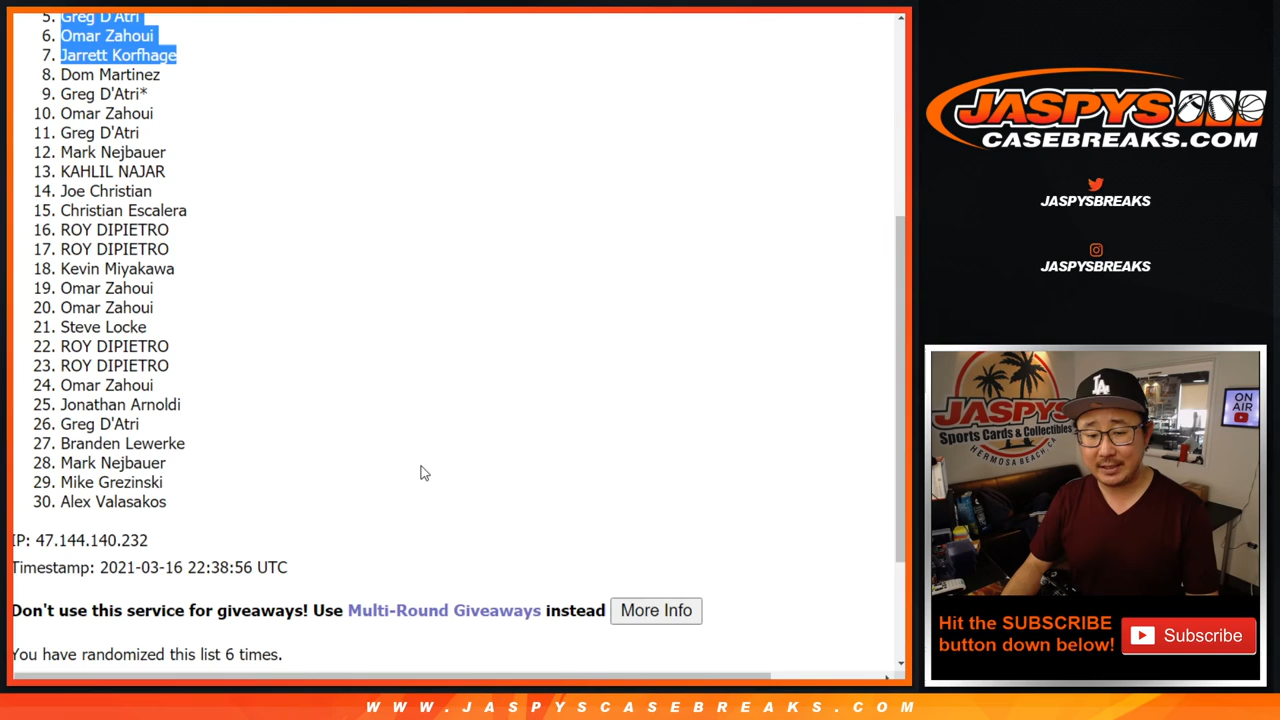 5. Greg D'Atri
6. Omar Zahoui
7. Jarrett Korfhage
8. Dom Martinez
9. Greg D'Atri*
10. Omar Zahoui
11. Greg D'Atri
12. Mark Nejbauer
13. KAHLIL NAJAR
14. Joe Christian
15. Christian Escalera
16. ROY DIPIETRO
17. ROY DIPIETRO
18. Kevin Miyakawa
19. Omar Zahoui
20. Omar Zahoui
21. Steve Locke
22. ROY DIPIETRO
23. ROY DIPIETRO
24. Omar Zahoui
25. Jonathan Arnoldi
26. Greg D'Atri
27. Branden Lewerke
28. Mark Nejbauer
29. Mike Grezinski
30. Alex Valasakos
IP: 47.144.140.232
Timestamp: 2021-03-16 22:38:56 UTC
Don't use this service for giveaways! Use Multi-Round Giveaways instead More Info
You have randomized this list 6 times.
JASPYS
CASEBREAKS.COM
JASPYSBREAKS
JASPYSBREAKS
JASPYS
Sports Cards & Collectibles
HERMOSA BEACH, CA
LA
ON
AIR
Hit the SUBSCRIBE
button down below!
Subscribe
WWW.JASPYSCASEBREAKS.COM